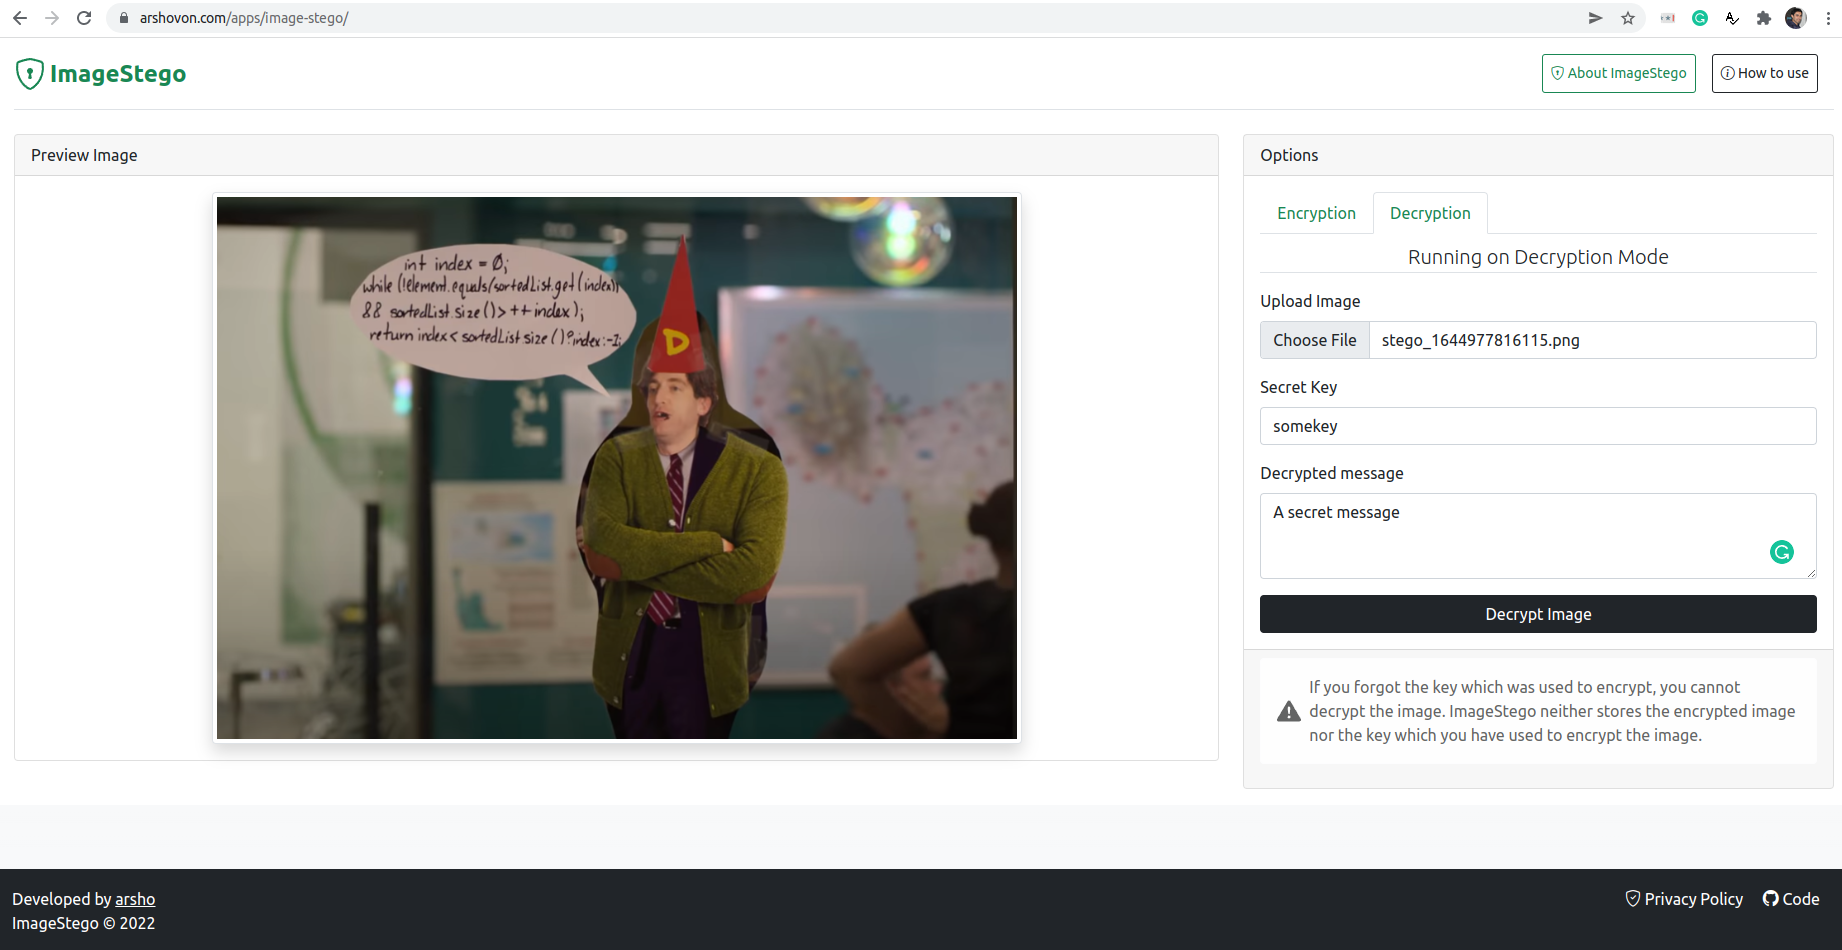 arshovon.com/apps/image-stego/
ImageStego
About ImageStego
How to use
Preview Image
int index = Ø;
while (!element.equals(sortedList.get(index))
&& sortedList.size()>++index);
return index < sortedList.size()?index:-1;
D
Options
Encryption
Decryption
Running on Decryption Mode
Upload Image
Choose File
stego_1644977816115.png
Secret Key
somekey
Decrypted message
A secret message
Decrypt Image
If you forgot the key which was used to encrypt, you cannot
decrypt the image. ImageStego neither stores the encrypted image
nor the key which you have used to encrypt the image.
Developed by arsho
ImageStego © 2022
Privacy Policy
Code